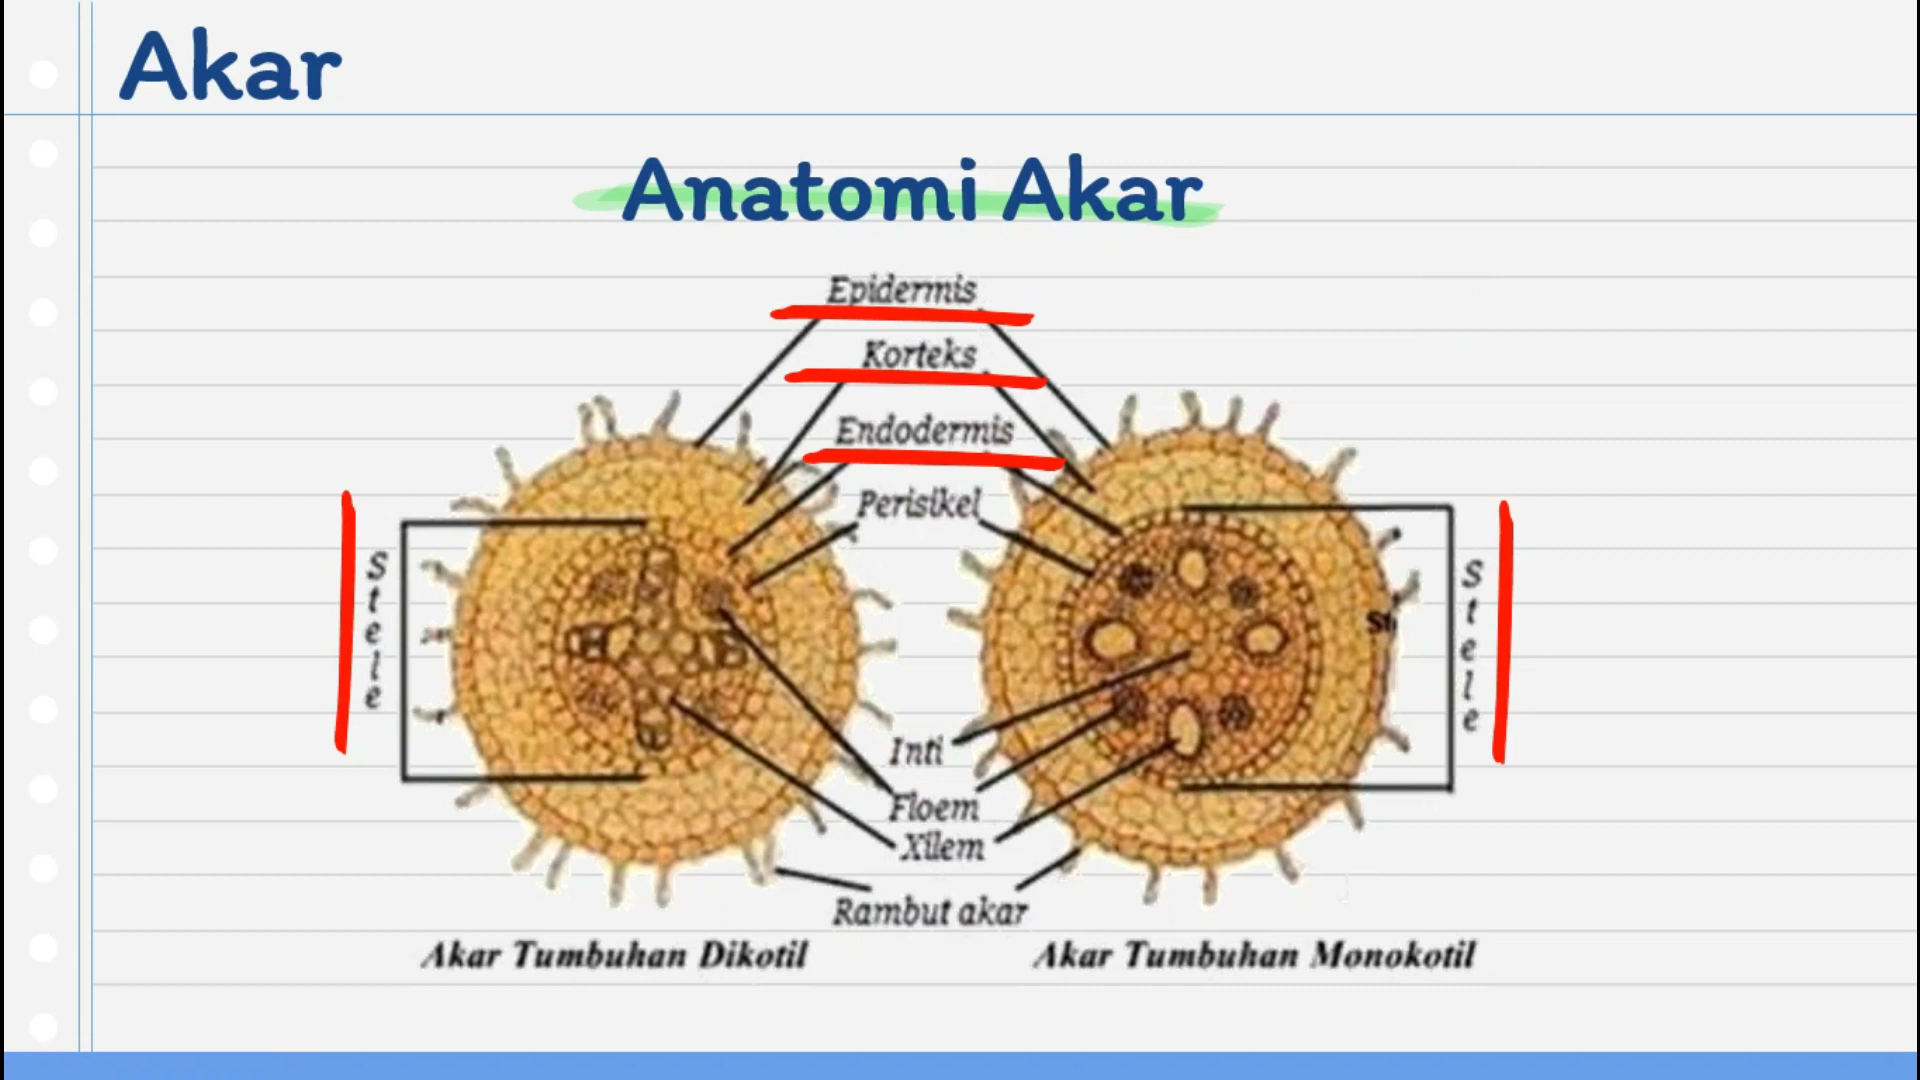 Akar
Anatomi Akar
Epidermis
Korteks
Endodermis
Perisikel
Stele
Stele
Inti
Floem
Xilem
Rambut akar
Akar Tumbuhan Dikotil
Akar Tumbuhan Monokotil